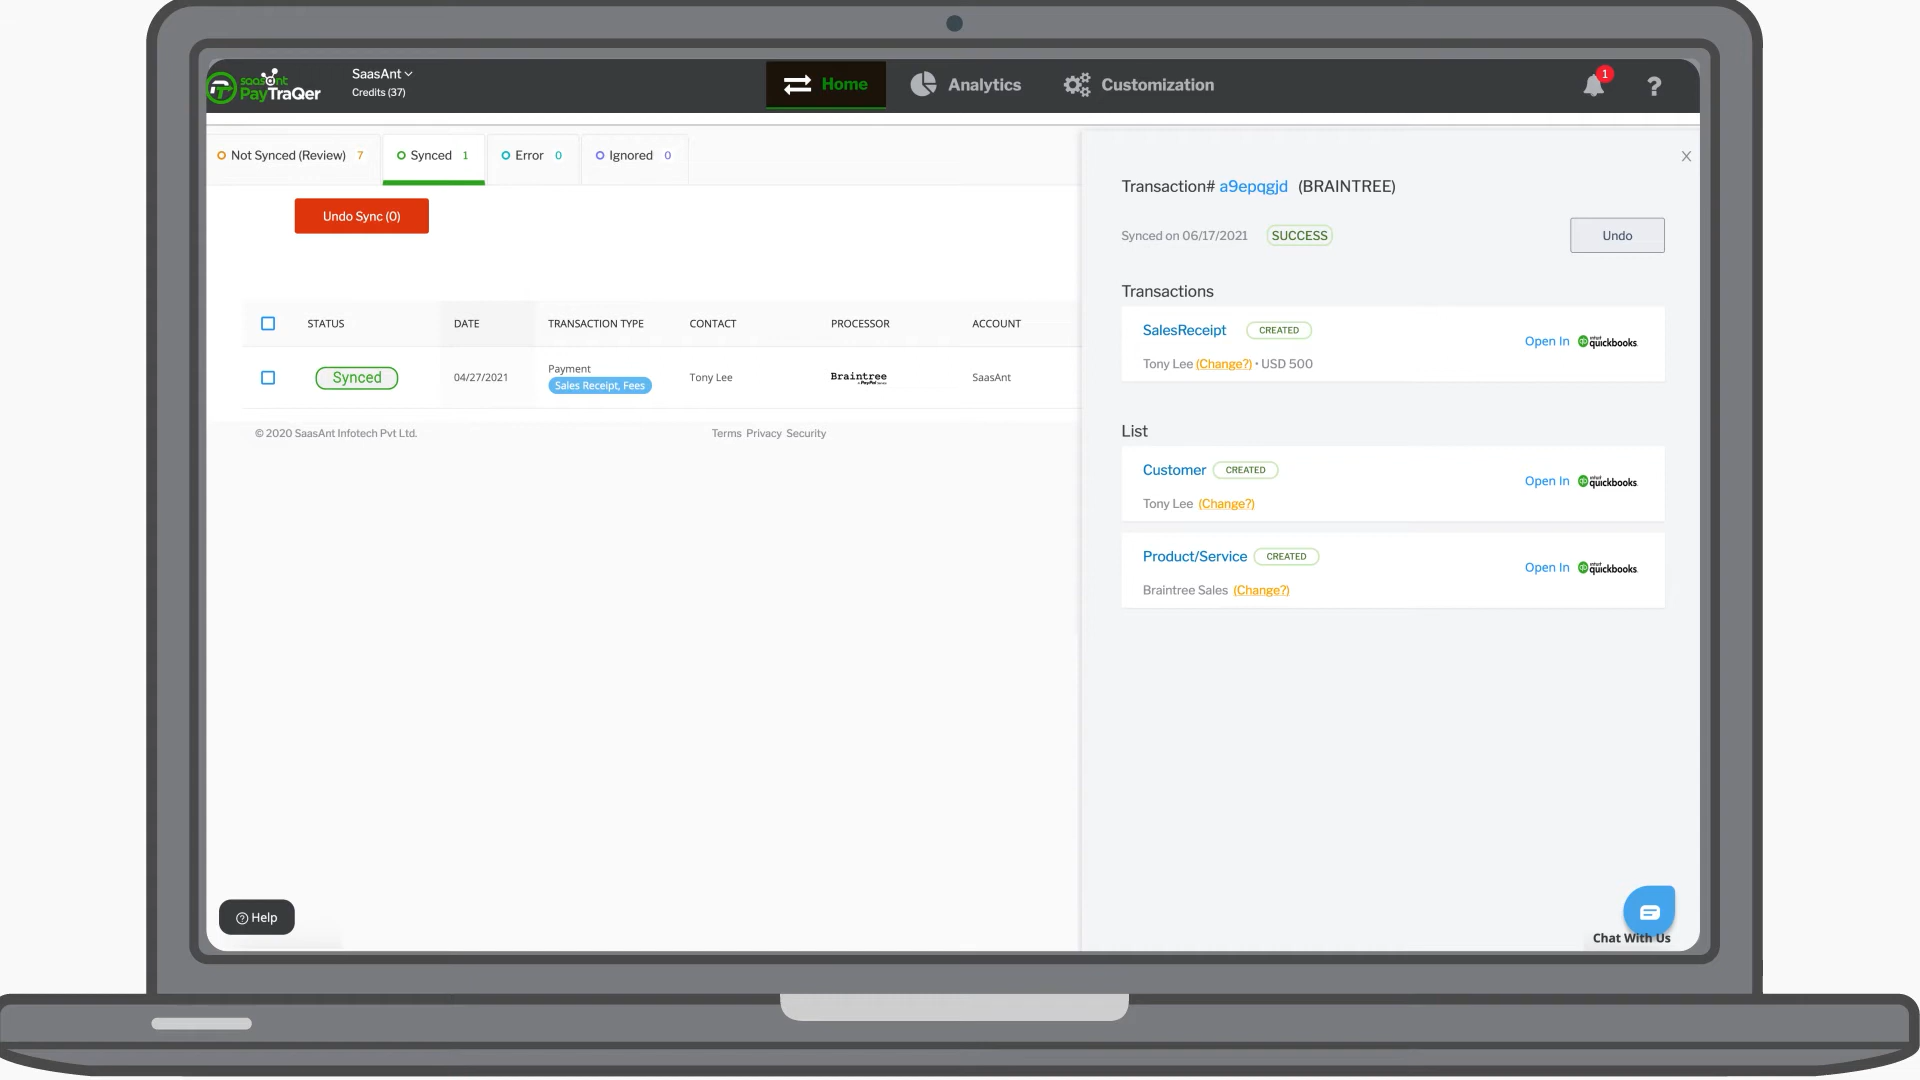 saasant
PayTraQer
SaasAnt
Credits (37)
Home
Analytics
Customization
1
?
Not Synced (Review) 7
Synced 1
Error 0
Ignored 0
Undo Sync (0)
STATUS DATE TRANSACTION TYPE CONTACT PROCESSOR ACCOUNT
Synced 04/27/2021 Payment Tony Lee Braintree SaasAnt
Sales Receipt, Fees
© 2020 SaasAnt Infotech Pvt Ltd. Terms Privacy Security
Help
X
Transaction# a9epqgjd (BRAINTREE)
Synced on 06/17/2021 SUCCESS Undo
Transactions
SalesReceipt CREATED
Open In quickbooks.
Tony Lee (Change?) • USD 500
List
Customer CREATED
Open In quickbooks.
Tony Lee (Change?)
Product/Service CREATED
Open In quickbooks.
Braintree Sales (Change?)
Chat With Us